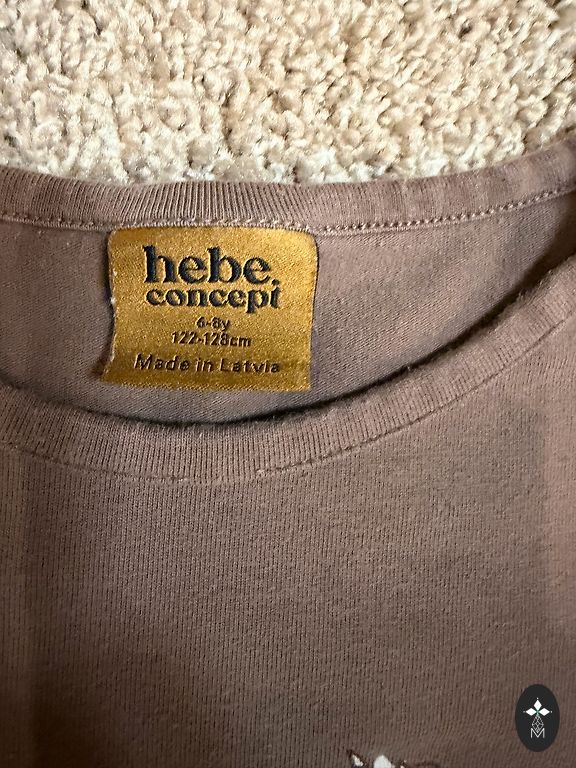 hebe.
concept
6-8y
122-128cm
Made in Latvia
M